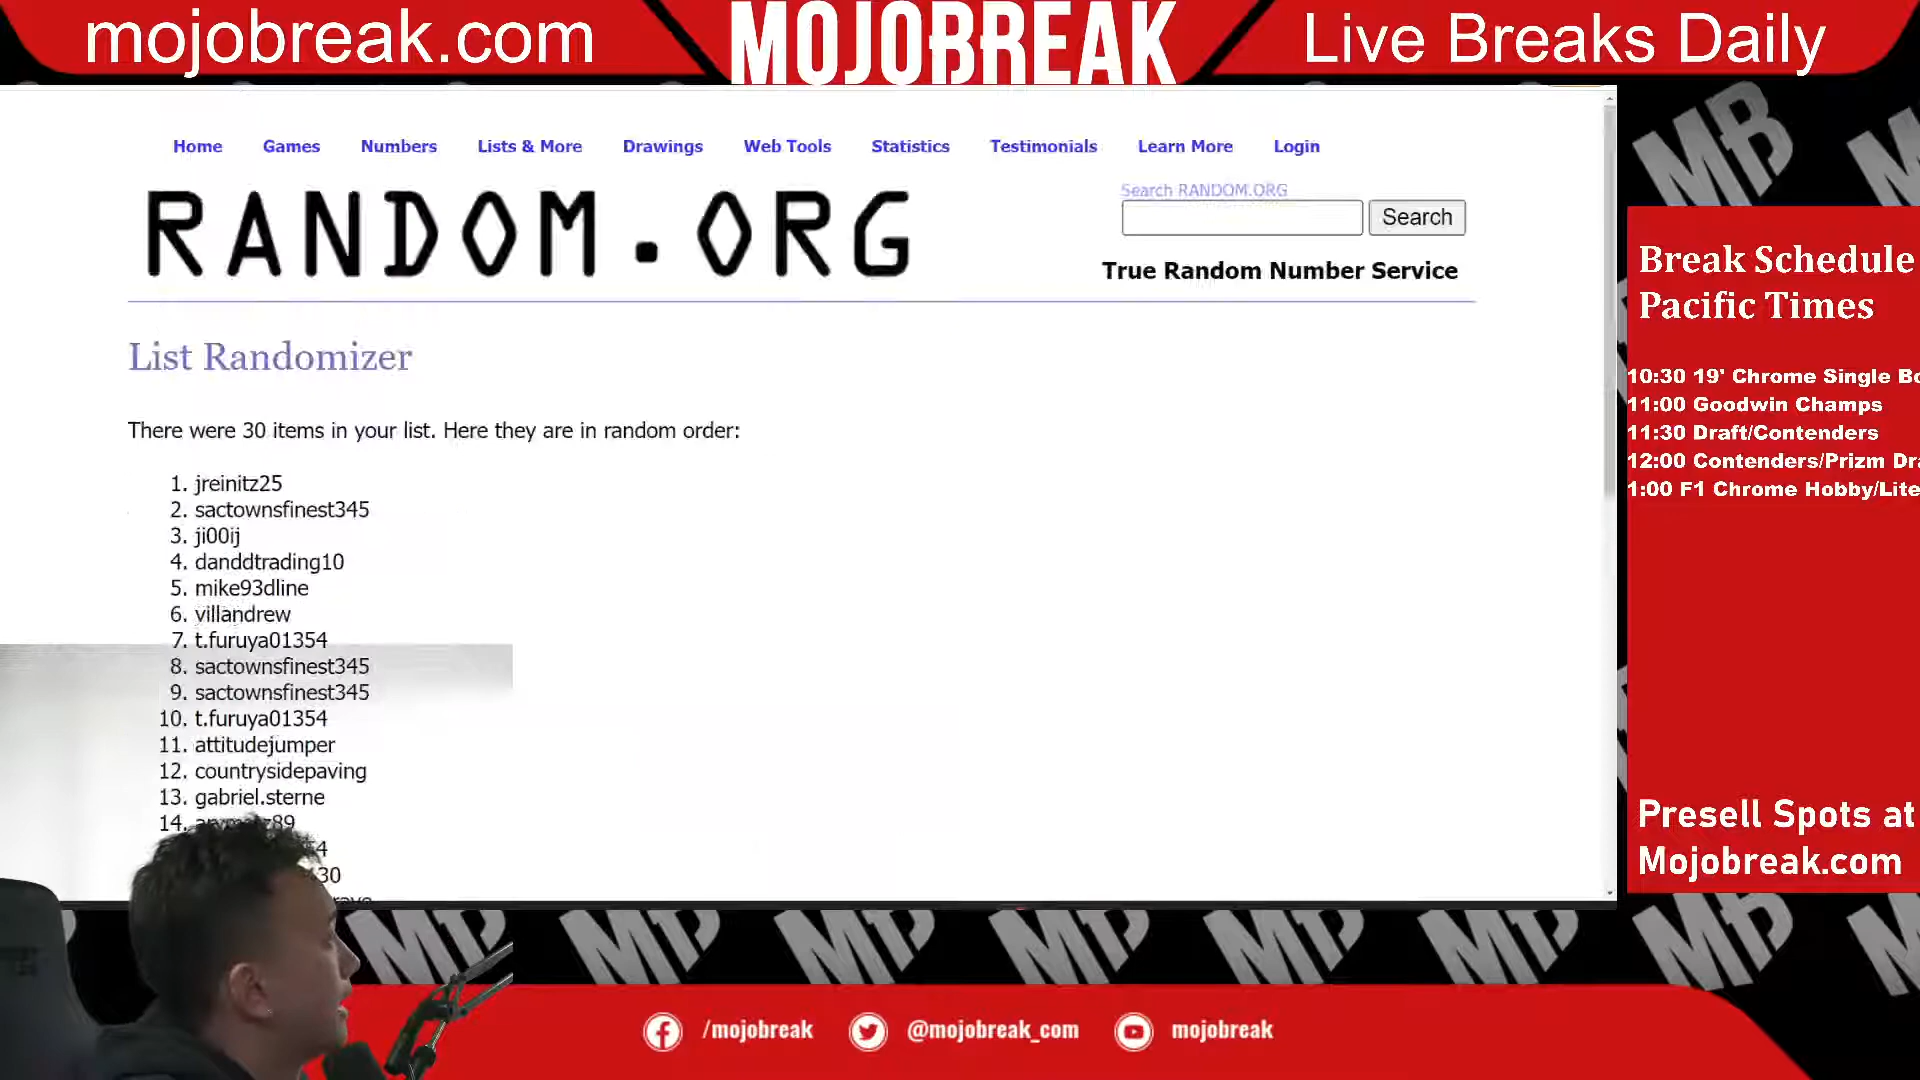 mojobreak.com
MOJOBREAK
Live Breaks Daily
Home Games Numbers Lists & More Drawings Web Tools Statistics Testimonials Learn More Login
RANDOM.ORG
Search RANDOM.ORG
Search
True Random Number Service
List Randomizer
There were 30 items in your list. Here they are in random order:
1. jreinitz25
2. sactownsfinest345
3. ji00ij
4. danddtrading10
5. mike93dline
6. villandrew
7. t.furuya01354
8. sactownsfinest345
9. sactownsfinest345
10. t.furuya01354
11. attitudejumper
12. countrysidepaving
13. gabriel.sterne
14.
Break Schedule
Pacific Times
10:30 19' Chrome Single Bo
11:00 Goodwin Champs
11:30 Draft/Contenders
12:00 Contenders/Prizm Dra
1:00 F1 Chrome Hobby/Lite
Presell Spots at
Mojobreak.com
MB
/mojobreak @mojobreak_com mojobreak